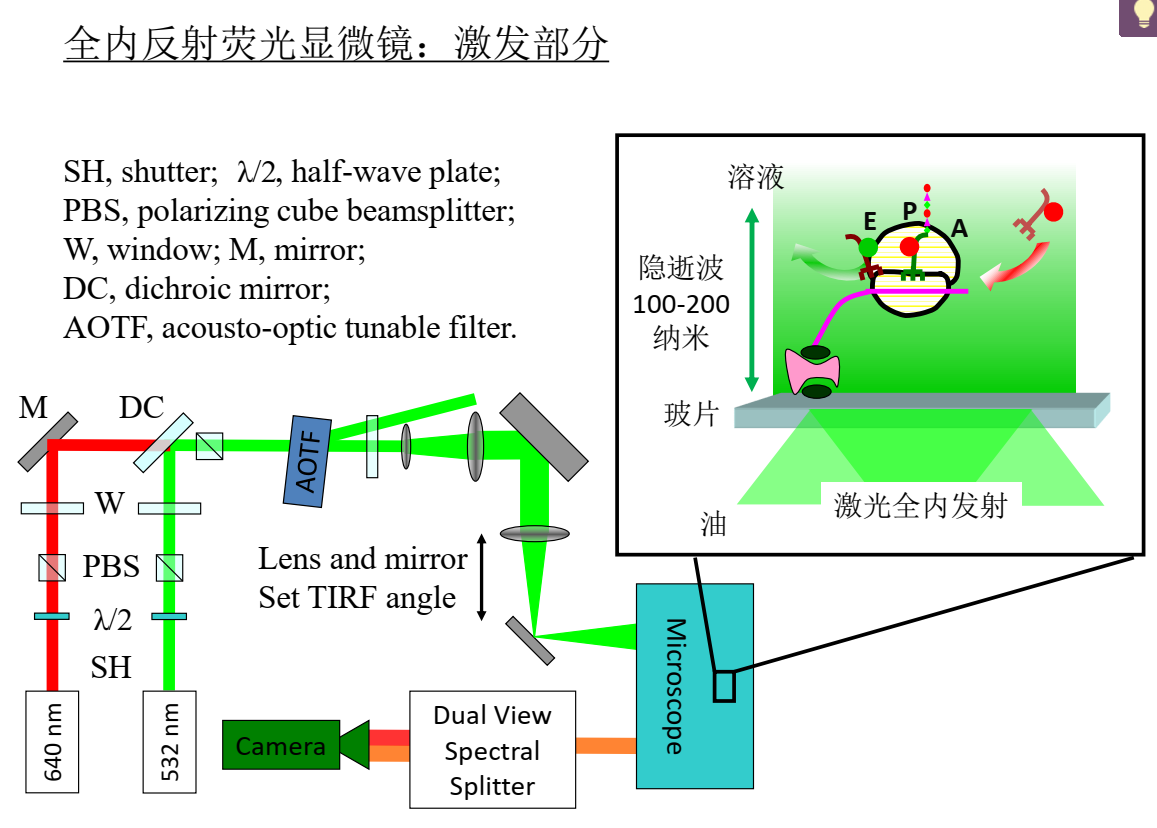 全内反射荧光显微镜：激发部分
SH, shutter; λ/2, half-wave plate;
PBS, polarizing cube beamsplitter;
W, window; M, mirror;
DC, dichroic mirror;
AOTF, acousto-optic tunable filter.
溶液
E
P
A
隐逝波
100-200
纳米
玻片
激光全内发射
油
M
DC
AOTF
W
PBS
λ/2
SH
640 nm
532 nm
Lens and mirror
Set TIRF angle
Microscope
Camera
Dual View
Spectral
Splitter